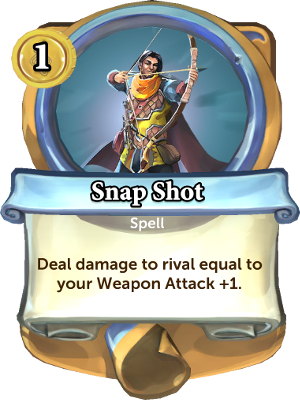 1
Snap Shot
Spell
Deal damage to rival equal to
your Weapon Attack +1.